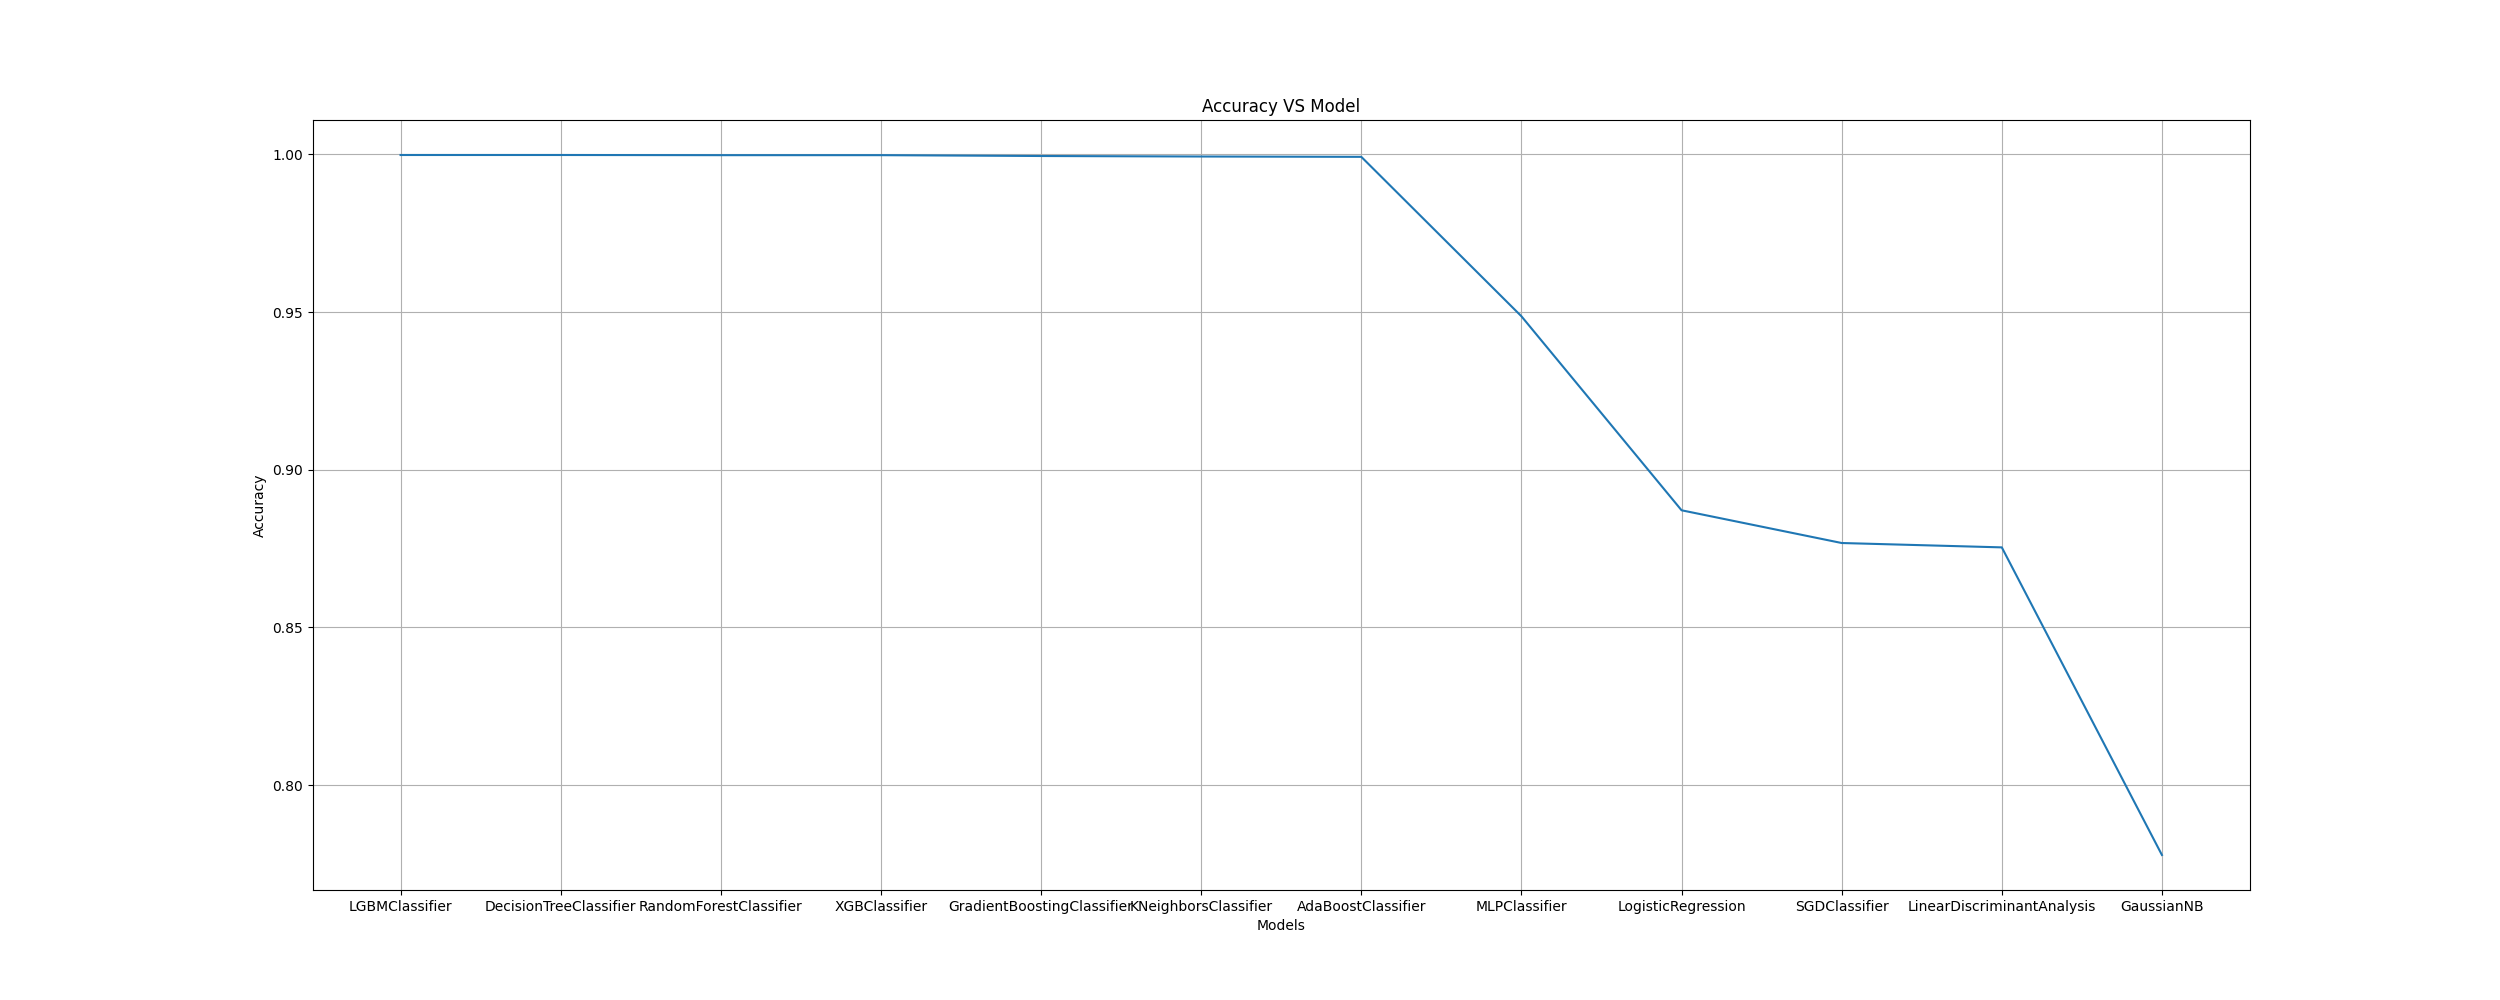 Accuracy VS Model
1.00
0.95
0.90
0.85
0.80
Accuracy
LGBMClassifier DecisionTreeClassifier RandomForestClassifier XGBClassifier GradientBoostingClassifier KNeighborsClassifier AdaBoostClassifier MLPClassifier LogisticRegression SGDClassifier LinearDiscriminantAnalysis GaussianNB
Models